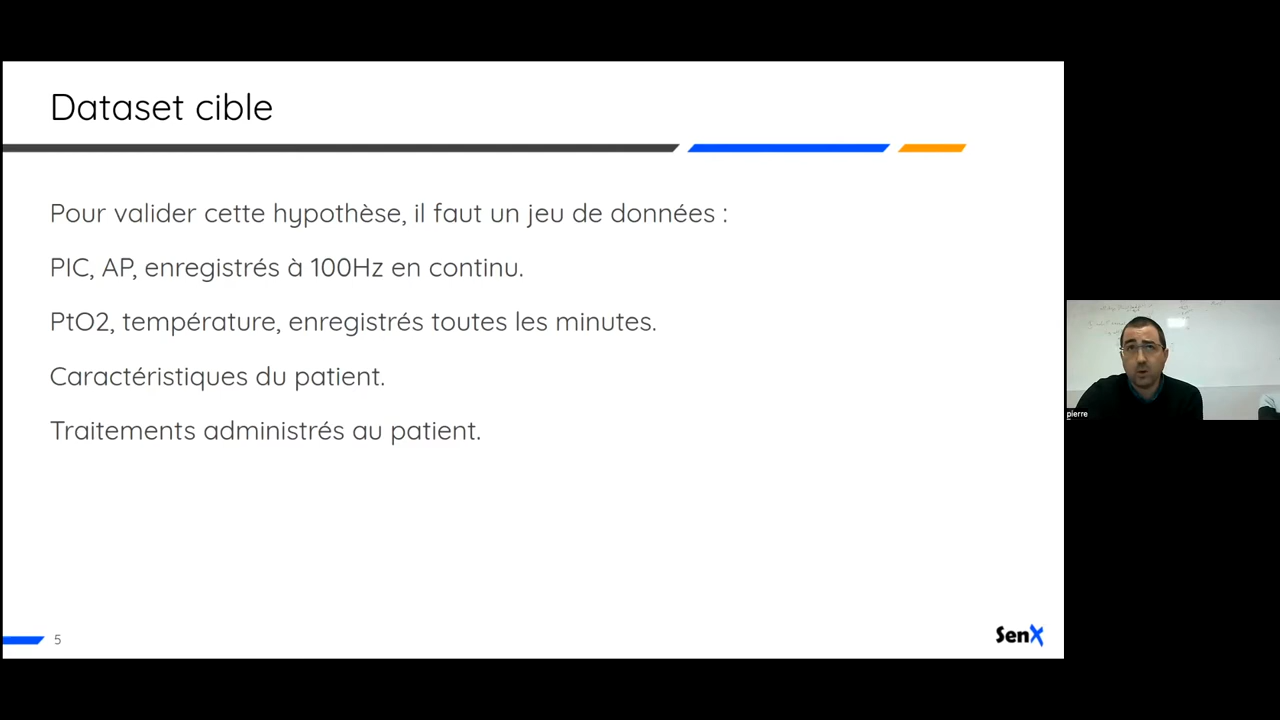 Dataset cible
Pour valider cette hypothèse, il faut un jeu de données :
PIC, AP, enregistrés à 100Hz en continu.
PtO2, température, enregistrés toutes les minutes.
Caractéristiques du patient.
Traitements administrés au patient.
5
SenX
pierre